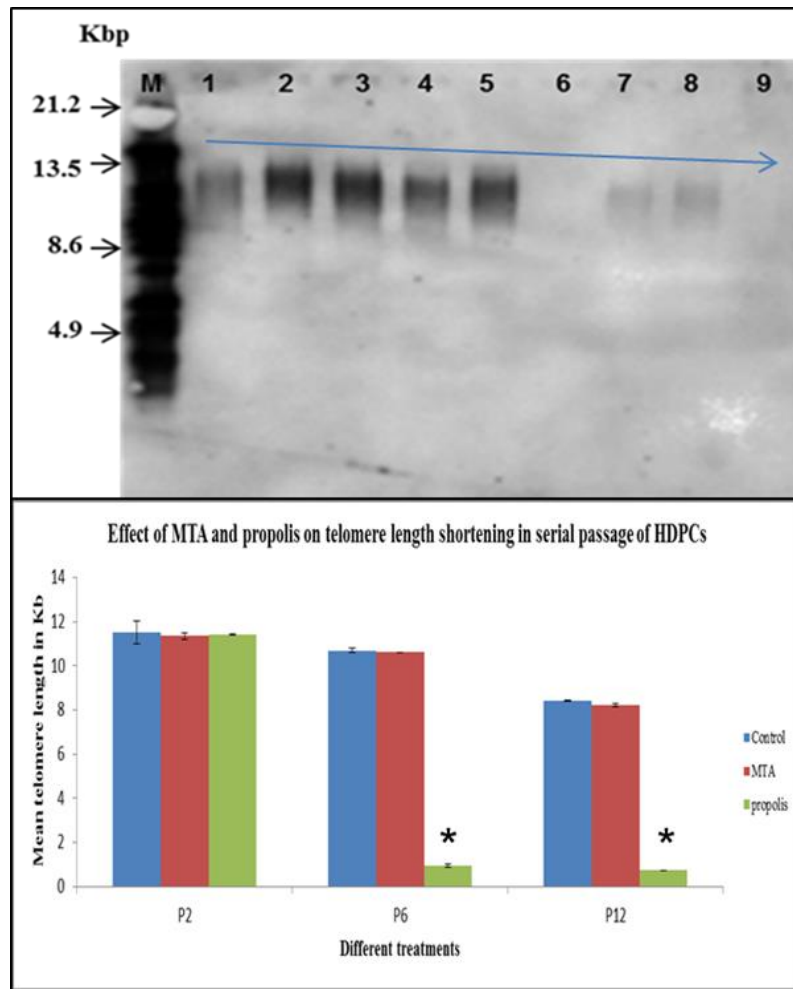 Kbp
M 1 2 3 4 5 6 7 8 9
21.2
13.5
8.6
4.9
Effect of MTA and propolis on telomere length shortening in serial passage of HDPCs
Mean telomere length in Kb
14
12
10
8
6
4
2
0
*
*
Control
MTA
propolis
P2 P6 P12
Different treatments